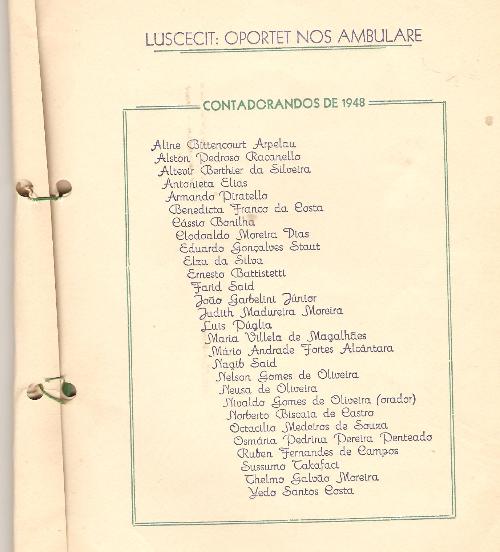 LUSCECIT: OPORTET NOS AMBULARE
CONTADORANDOS DE 1948
Aline Bittencourt Arpelau
Alston Pedroso Racanello
Altevir Berthier da Silveira
Antonieta Elias
Armando Piratello
Benedicta Franco da Costa
Cássio Bonilha
Clodoaldo Moreira Dias
Eduardo Gonçalves Staut
Elza da Silva
Ernesto Battistetti
Farid Said
João Garbelini Júnior
Judith Madureira Moreira
Luis Púglia
Maria Villela de Magalhães
Mário Andrade Fortes Alcântara
Nagib Said
Nelson Gomes de Oliveira
Neusa de Oliveira
Nivaldo Gomes de Oliveira (orador)
Norberto Biscaia de Castro
Octacilia Medeiros de Souza
Osmária Pedrina Pereira Penteado
Ruben Fernandes de Campos
Sussumo Takafaci
Thelmo Galvão Moreira
Yedo Santos Costa